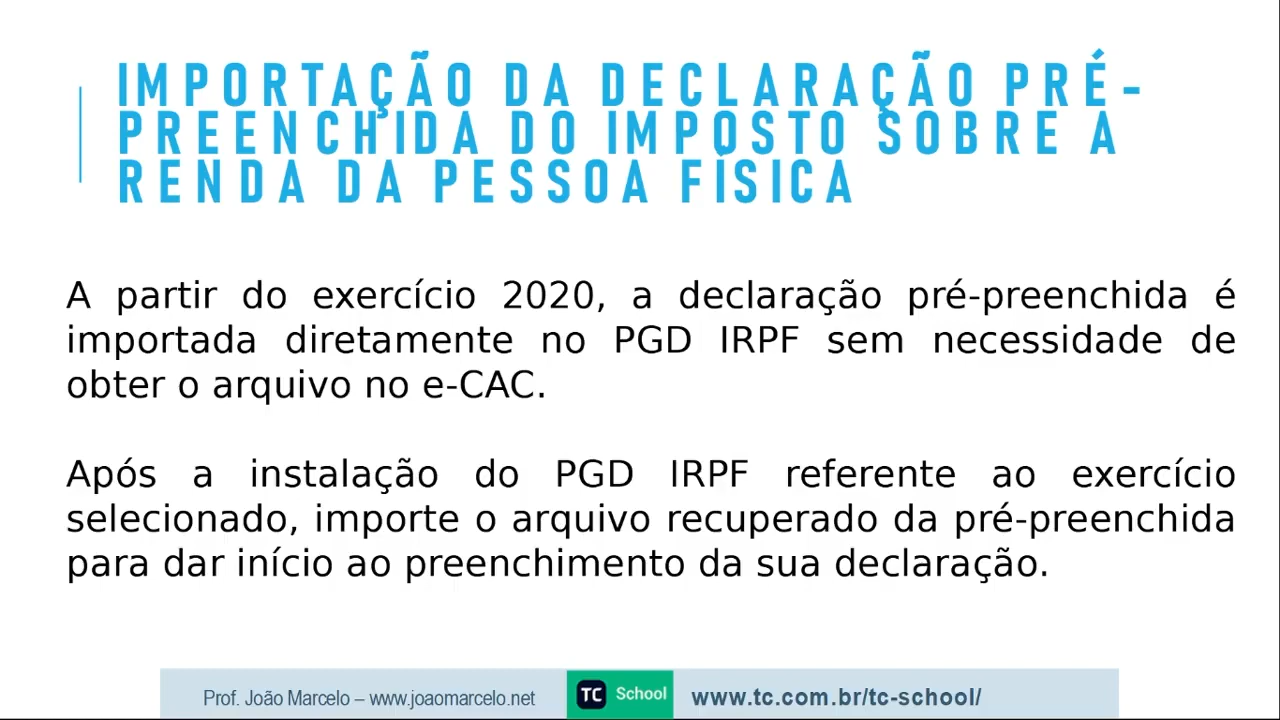 IMPORTAÇÃO DA DECLARAÇÃO PRÉ-
PREENCHIDA DO IMPOSTO SOBRE A
RENDA DA PESSOA FÍSICA
A partir do exercício 2020, a declaração pré-preenchida é
importada diretamente no PGD IRPF sem necessidade de
obter o arquivo no e-CAC.
Após a instalação do PGD IRPF referente ao exercício
selecionado, importe o arquivo recuperado da pré-preenchida
para dar início ao preenchimento da sua declaração.
Prof. João Marcelo – www.joaomarcelo.net
TC School
www.tc.com.br/tc-school/